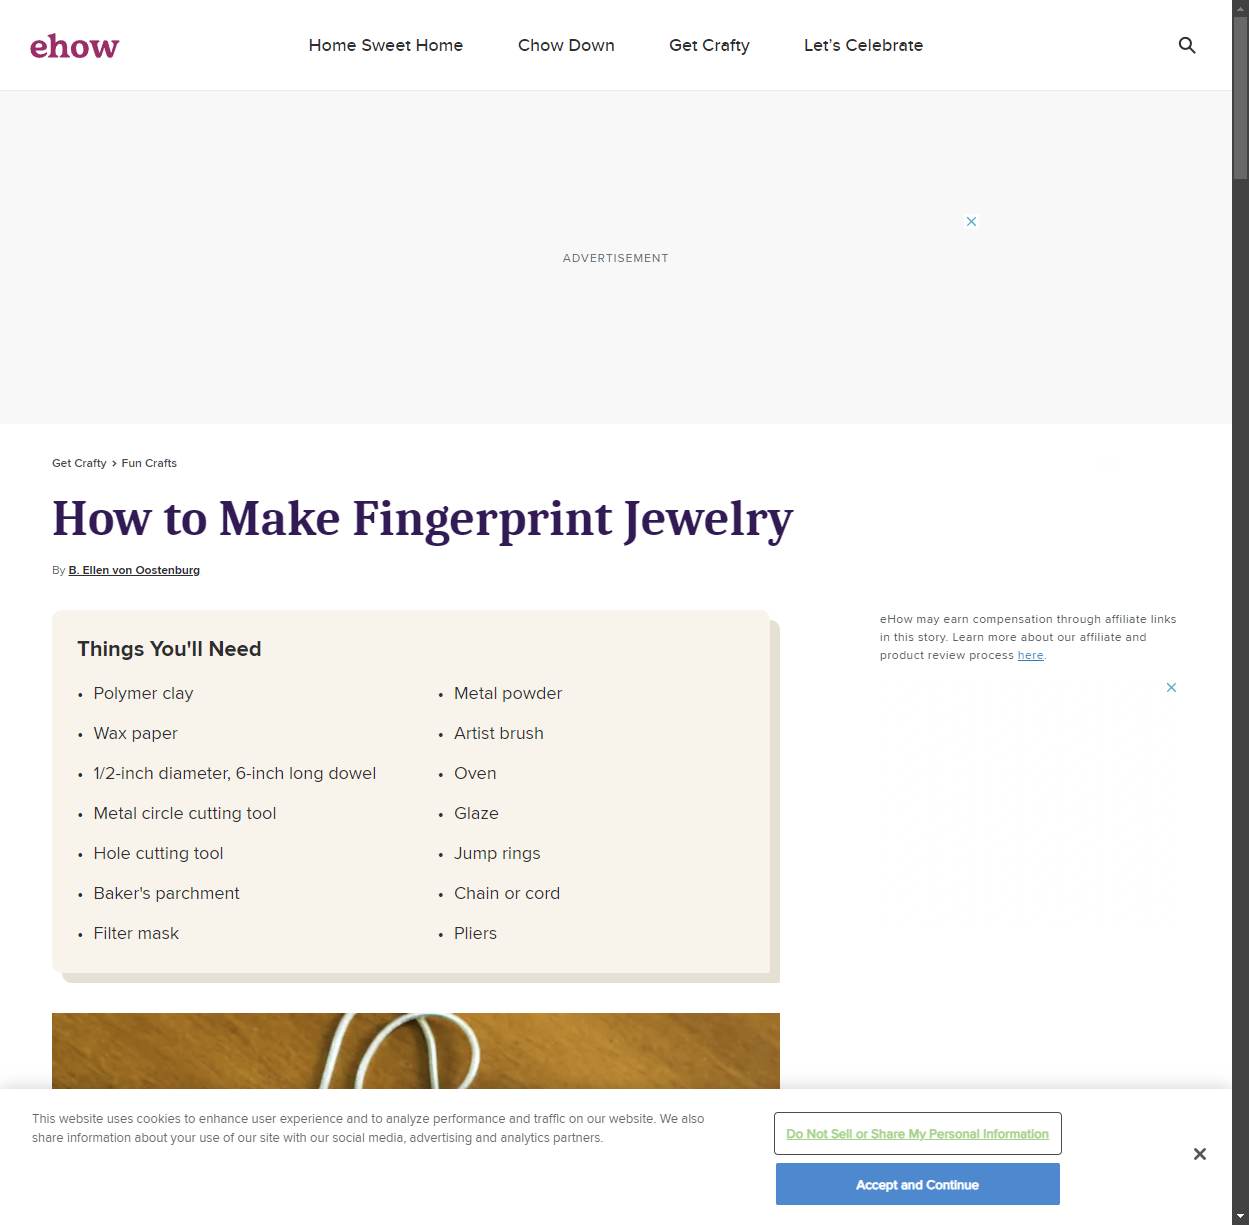 ehow
Home Sweet Home
Chow Down
Get Crafty
Let's Celebrate
ADVERTISEMENT
Get Crafty > Fun Crafts
How to Make Fingerprint Jewelry
By B. Ellen von Oostenburg
Things You'll Need
• Polymer clay
• Wax paper
• 1/2-inch diameter, 6-inch long dowel
• Metal circle cutting tool
• Hole cutting tool
• Baker's parchment
• Filter mask
• Metal powder
• Artist brush
• Oven
• Glaze
• Jump rings
• Chain or cord
• Pliers
eHow may earn compensation through affiliate links
in this story. Learn more about our affiliate and
product review process here.
This website uses cookies to enhance user experience and to analyze performance and traffic on our website. We also
share information about your use of our site with our social media, advertising and analytics partners.
Do Not Sell or Share My Personal Information
Accept and Continue